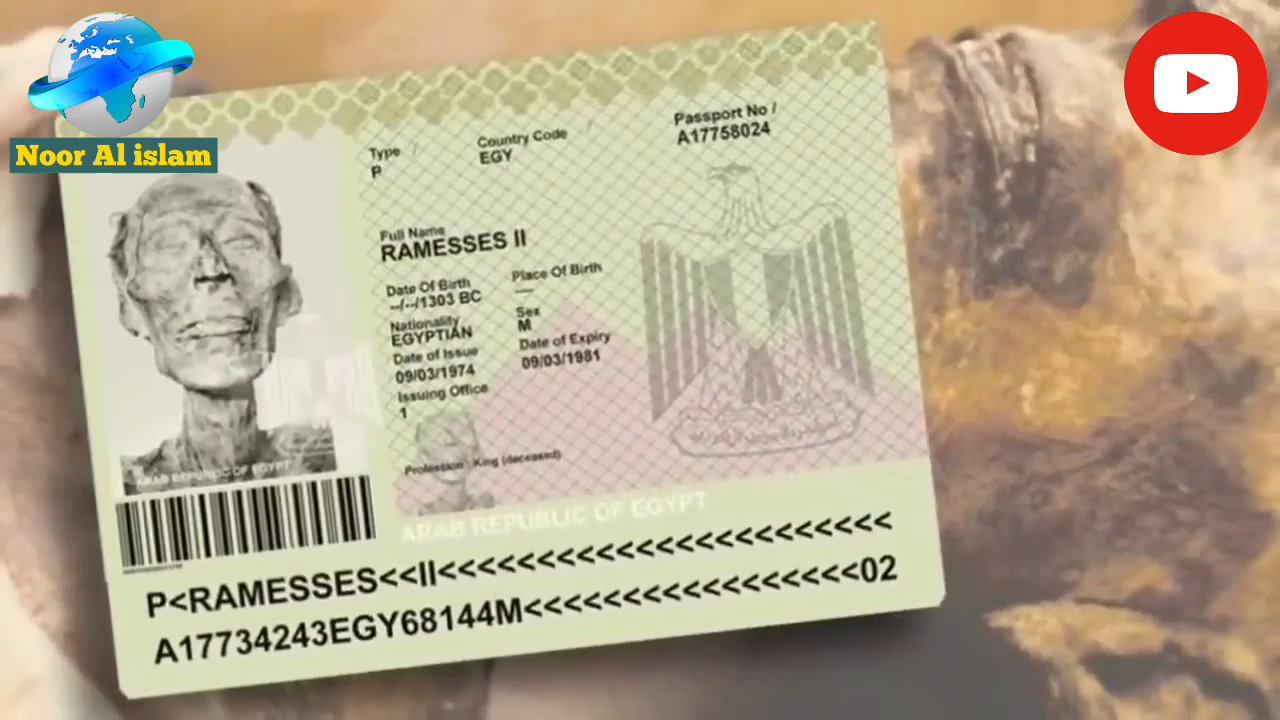 Noor Al islam
Type /
P
Country Code /
EGY
Passport No /
A17758024
Full Name
RAMESSES II
Date Of Birth
--/--/1303 BC
Place Of Birth
—
Nationality
EGYPTIAN
Sex
M
Date of Issue
09/03/1974
Date of Expiry
09/03/1981
Issuing Office
1
Profession : King (deceased)
ARAB REPUBLIC OF EGYPT
ARAB REPUBLIC OF EGYPT
P<RAMESSES<<II<<<<<<<<<<<<<<<<<<<<<<<
A17734243EGY68144M<<<<<<<<<<<<<<<<<02